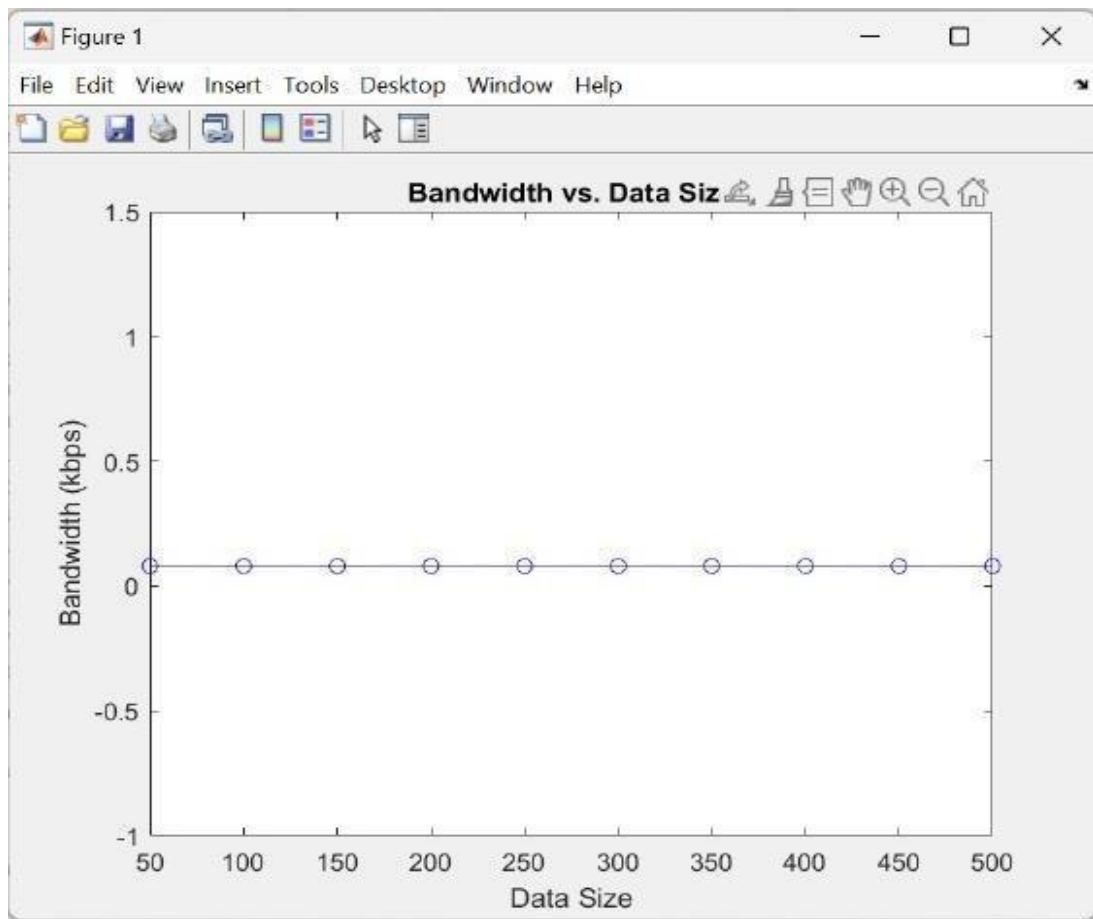 Figure 1
File Edit View Insert Tools Desktop Window Help
Bandwidth vs. Data Siz
1.5
1
0.5
0
-0.5
-1
Bandwidth (kbps)
50 100 150 200 250 300 350 400 450 500
Data Size